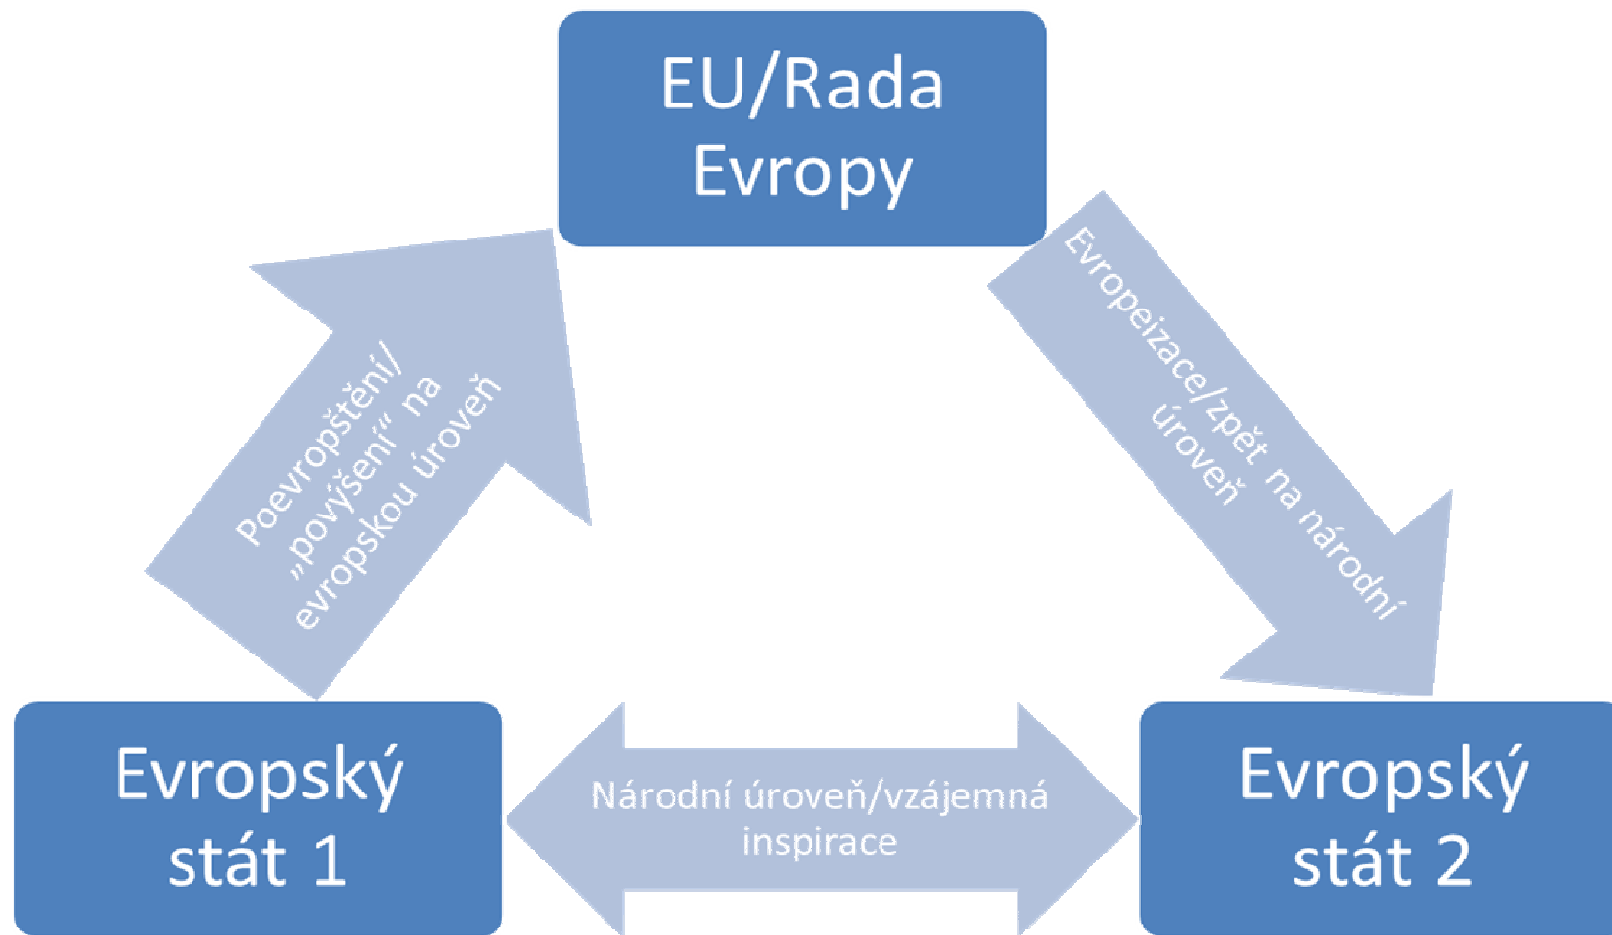 EU/Rada
Evropy
Poevropštění/
„povýšení“ na
evropskou úroveň
Evropeizace/zpět na národní
úroveň
Evropský
stát 1
Národní úroveň/vzájemná
inspirace
Evropský
stát 2